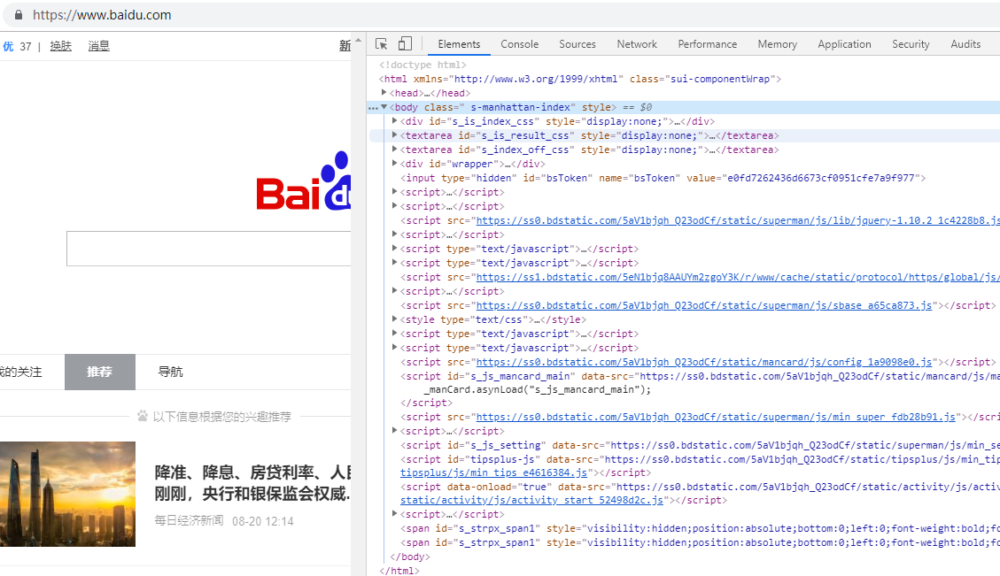 https://www.baidu.com
优 37 | 换肤 消息 新
Bai du
我的关注 推荐 导航
以下信息根据您的兴趣推荐
降准、降息、房贷利率、人民
刚刚，央行和银保监会权威...
每日经济新闻 08-20 12:14
Elements Console Sources Network Performance Memory Application Security Audits
<!doctype html>
<html xmlns="http://www.w3.org/1999/xhtml" class="sui-componentWrap">
<head>…</head>
<body class=" s-manhattan-index" style> == $0
<div id="s_is_index_css" style="display:none;">…</div>
<textarea id="s_is_result_css" style="display:none;">…</textarea>
<textarea id="s_index_off_css" style="display:none;">…</textarea>
<div id="wrapper">…</div>
<input type="hidden" id="bsToken" name="bsToken" value="e0fd7262436d6673cf0951cfe7a9f977">
<script>…</script>
<script>…</script>
<script src="https://ss0.bdstatic.com/5aV1bjqh_Q23odCf/static/superman/js/lib/jquery-1.10.2_1c4228b8.js
<script>…</script>
<script type="text/javascript">…</script>
<script type="text/javascript">…</script>
<script src="https://ss1.bdstatic.com/5eN1bjq8AAUYm2zgoY3K/r/www/cache/static/protocol/https/global/js/
<script>…</script>
<script src="https://ss0.bdstatic.com/5aV1bjqh_Q23odCf/static/superman/js/sbase_a65ca873.js"></script>
<style type="text/css">…</style>
<script type="text/javascript">…</script>
<script type="text/javascript">…</script>
<script src="https://ss0.bdstatic.com/5aV1bjqh_Q23odCf/static/mancard/js/config_1a9098e0.js"></script>
<script id="s_js_mancard_main" data-src="https://ss0.bdstatic.com/5aV1bjqh_Q23odCf/static/mancard/js/ma
_manCard.asynLoad("s_js_mancard_main");
</script>
<script src="https://ss0.bdstatic.com/5aV1bjqh_Q23odCf/static/superman/js/min_super_fdb28b91.js"></scri
<script>…</script>
<script id="s_js_setting" data-src="https://ss0.bdstatic.com/5aV1bjqh_Q23odCf/static/superman/js/min_se
<script id="tipsplus-js" data-src="https://ss0.bdstatic.com/5aV1bjqh_Q23odCf/static/tipsplus/js/min_tip
tipsplus/js/min_tips_e4616384.js"></script>
<script data-onload="true" data-src="https://ss0.bdstatic.com/5aV1bjqh_Q23odCf/static/activity/js/activ
static/activity/js/activity_start_52498d2c.js"></script>
<script>…</script>
<span id="s_strpx_span1" style="visibility:hidden;position:absolute;bottom:0;left:0;font-weight:bold;fo
<span id="s_strpx_span1" style="visibility:hidden;position:absolute;bottom:0;left:0;font-weight:bold;fo
</body>
</html>